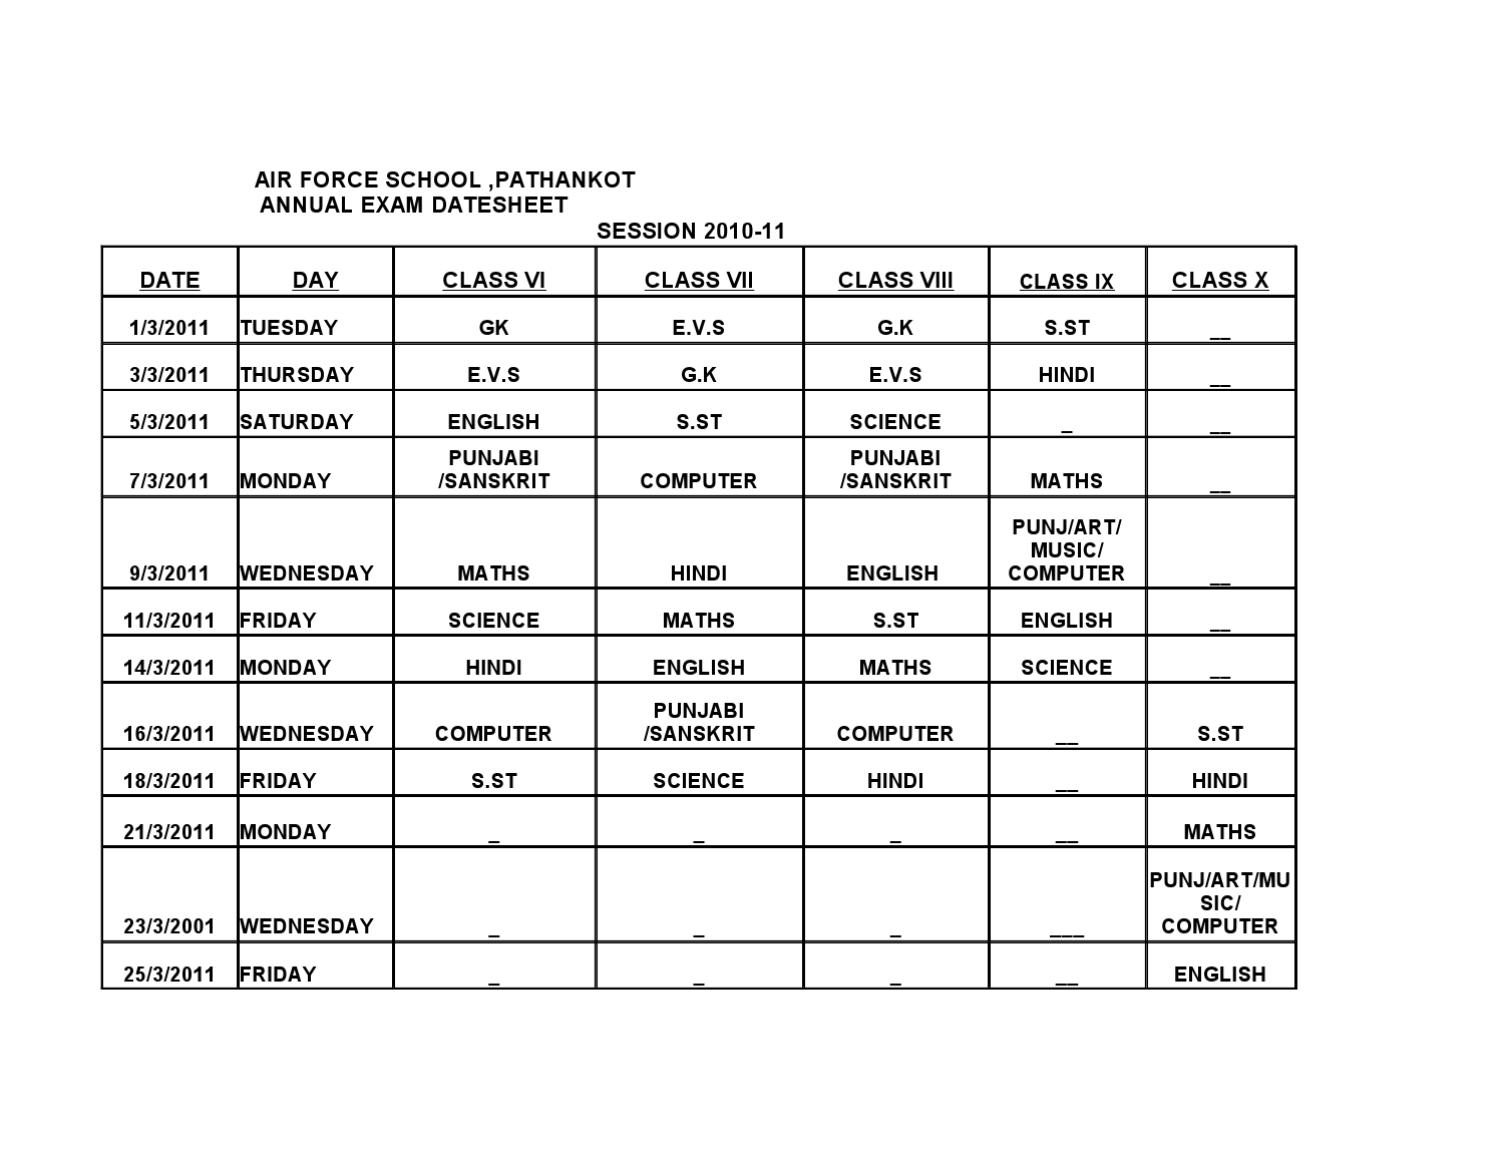 AIR FORCE SCHOOL ,PATHANKOT
ANNUAL EXAM DATESHEET
SESSION 2010-11
DATE DAY CLASS VI CLASS VII CLASS VIII CLASS IX CLASS X
1/3/2011 TUESDAY GK E.V.S G.K S.ST __
3/3/2011 THURSDAY E.V.S G.K E.V.S HINDI __
5/3/2011 SATURDAY ENGLISH S.ST SCIENCE _ __
PUNJABI PUNJABI
7/3/2011 MONDAY /SANSKRIT COMPUTER /SANSKRIT MATHS __
PUNJ/ART/
MUSIC/
9/3/2011 WEDNESDAY MATHS HINDI ENGLISH COMPUTER __
11/3/2011 FRIDAY SCIENCE MATHS S.ST ENGLISH __
14/3/2011 MONDAY HINDI ENGLISH MATHS SCIENCE __
PUNJABI
16/3/2011 WEDNESDAY COMPUTER /SANSKRIT COMPUTER __ S.ST
18/3/2011 FRIDAY S.ST SCIENCE HINDI __ HINDI
21/3/2011 MONDAY _ _ _ __ MATHS
PUNJ/ART/MU
SIC/
23/3/2001 WEDNESDAY _ _ _ ___ COMPUTER
25/3/2011 FRIDAY _ _ _ __ ENGLISH